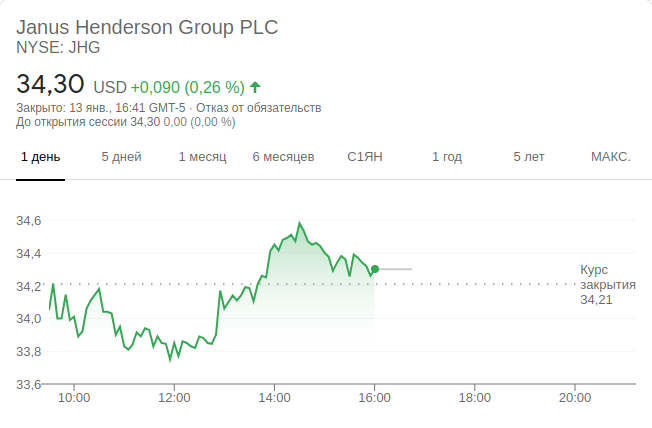 Janus Henderson Group PLC
NYSE: JHG
34,30 USD +0,090 (0,26 %)
Закрыто: 13 янв., 16:41 GMT-5 · Отказ от обязательств
До открытия сессии 34,30 0,00 (0,00 %)
1 день 5 дней 1 месяц 6 месяцев С1ЯН 1 год 5 лет МАКС.
34,6
34,4
34,2
34,0
33,8
33,6
Курс
закрытия
34,21
10:00 12:00 14:00 16:00 18:00 20:00